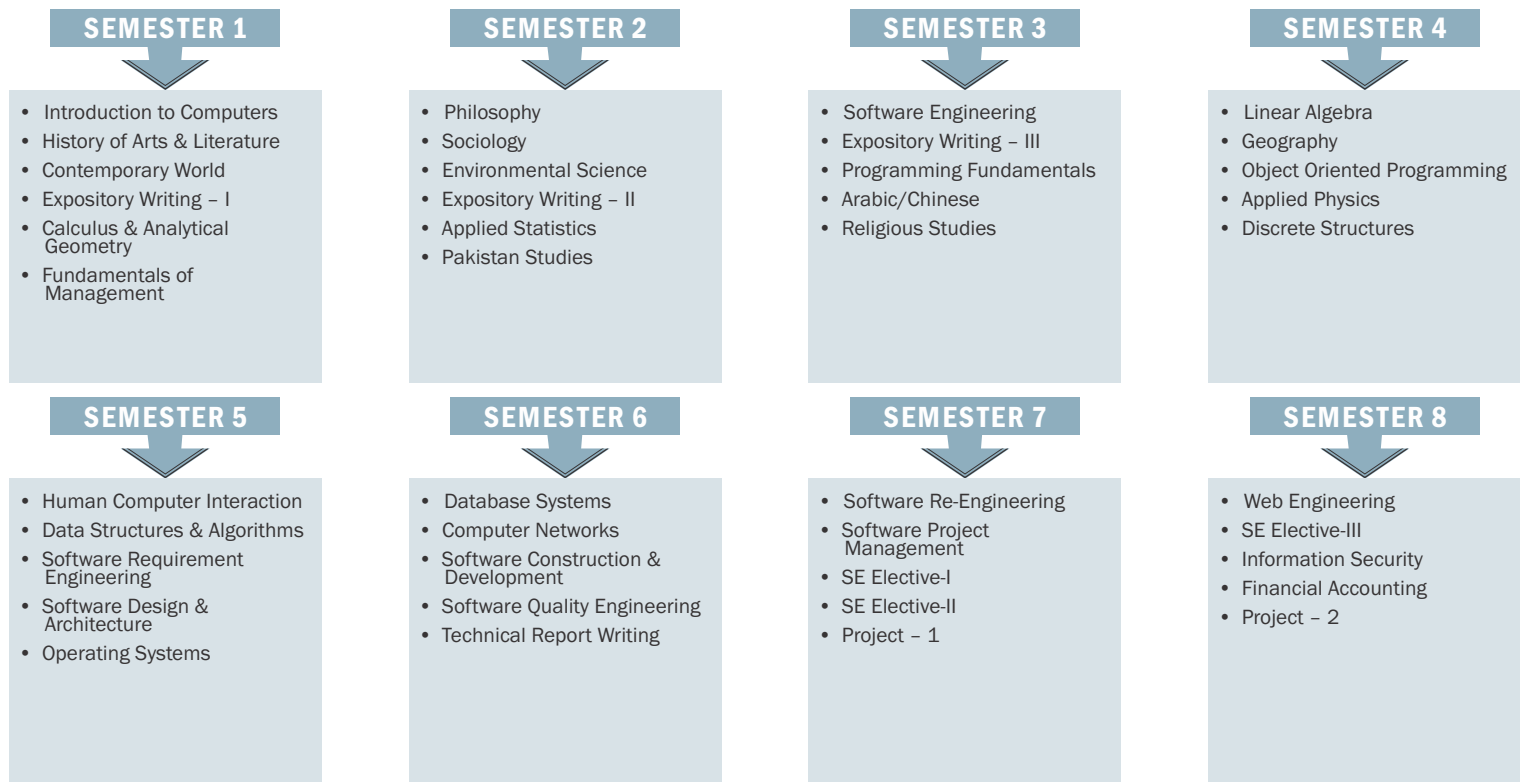 SEMESTER 1
• Introduction to Computers
• History of Arts & Literature
• Contemporary World
• Expository Writing – I
• Calculus & Analytical
Geometry
• Fundamentals of
Management
SEMESTER 2
• Philosophy
• Sociology
• Environmental Science
• Expository Writing – II
• Applied Statistics
• Pakistan Studies
SEMESTER 3
• Software Engineering
• Expository Writing – III
• Programming Fundamentals
• Arabic/Chinese
• Religious Studies
SEMESTER 4
• Linear Algebra
• Geography
• Object Oriented Programming
• Applied Physics
• Discrete Structures
SEMESTER 5
• Human Computer Interaction
• Data Structures & Algorithms
• Software Requirement
Engineering
• Software Design &
Architecture
• Operating Systems
SEMESTER 6
• Database Systems
• Computer Networks
• Software Construction &
Development
• Software Quality Engineering
• Technical Report Writing
SEMESTER 7
• Software Re-Engineering
• Software Project
Management
• SE Elective-I
• SE Elective-II
• Project – 1
SEMESTER 8
• Web Engineering
• SE Elective-III
• Information Security
• Financial Accounting
• Project – 2